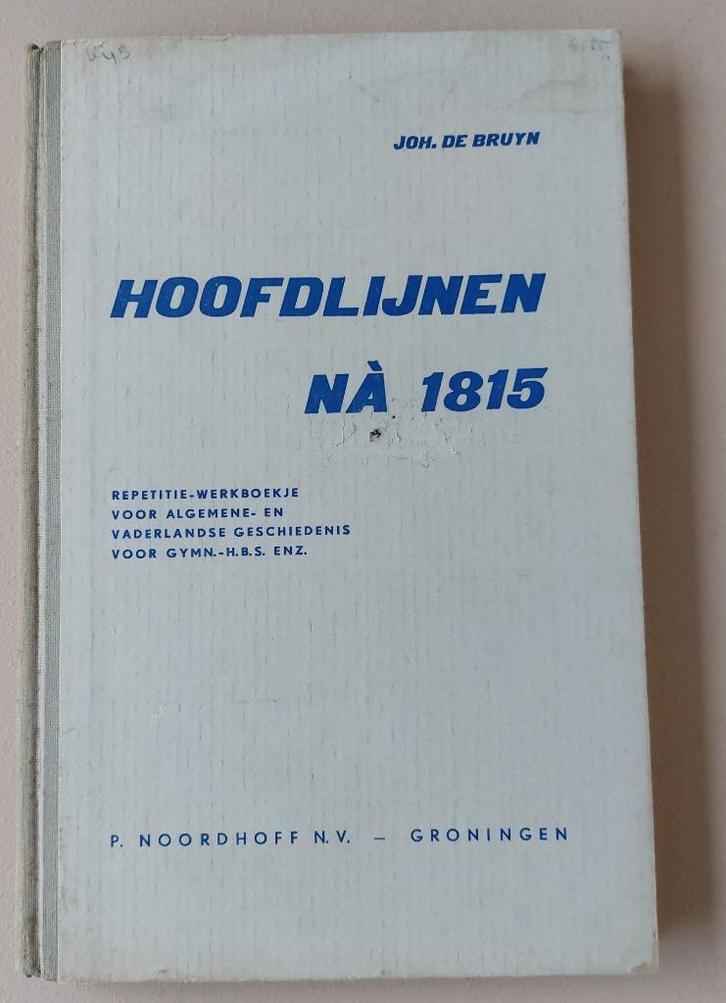 JOH. DE BRUYN
HOOFDLIJNEN
NÀ 1815
REPETITIE-WERKBOEKJE
VOOR ALGEMENE- EN
VADERLANDSE GESCHIEDENIS
VOOR GYMN.-H.B.S. ENZ.
P. NOORDHOFF N.V. — GRONINGEN